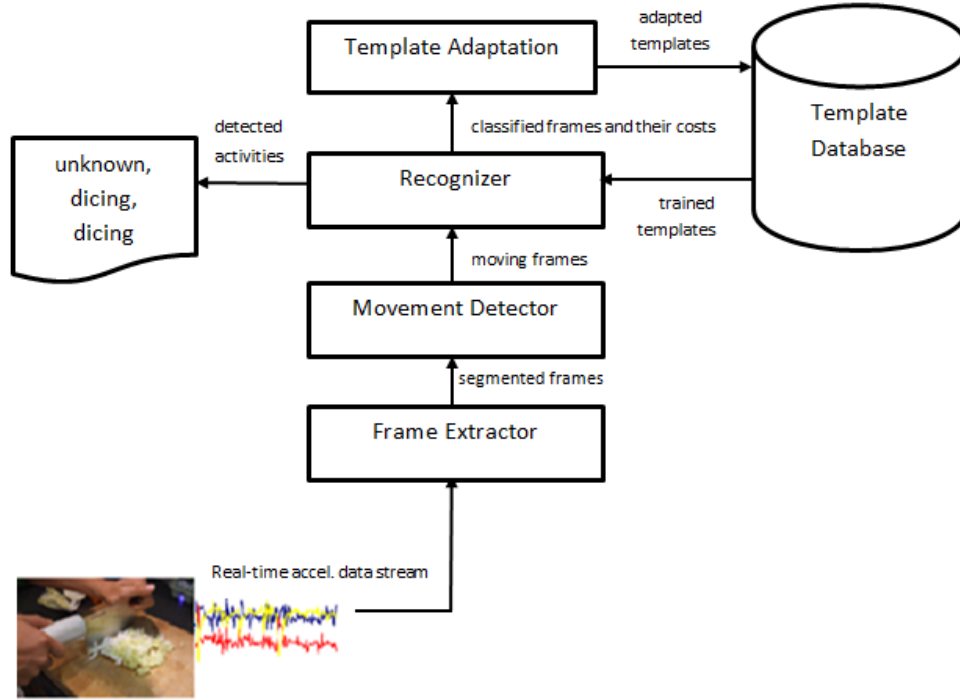 adapted
templates
Template Adaptation
Template
Database
detected
activities
classified frames and their costs
unknown,
dicing,
dicing
Recognizer
trained
templates
moving frames
Movement Detector
segmented frames
Frame Extractor
Real-time accel. data stream